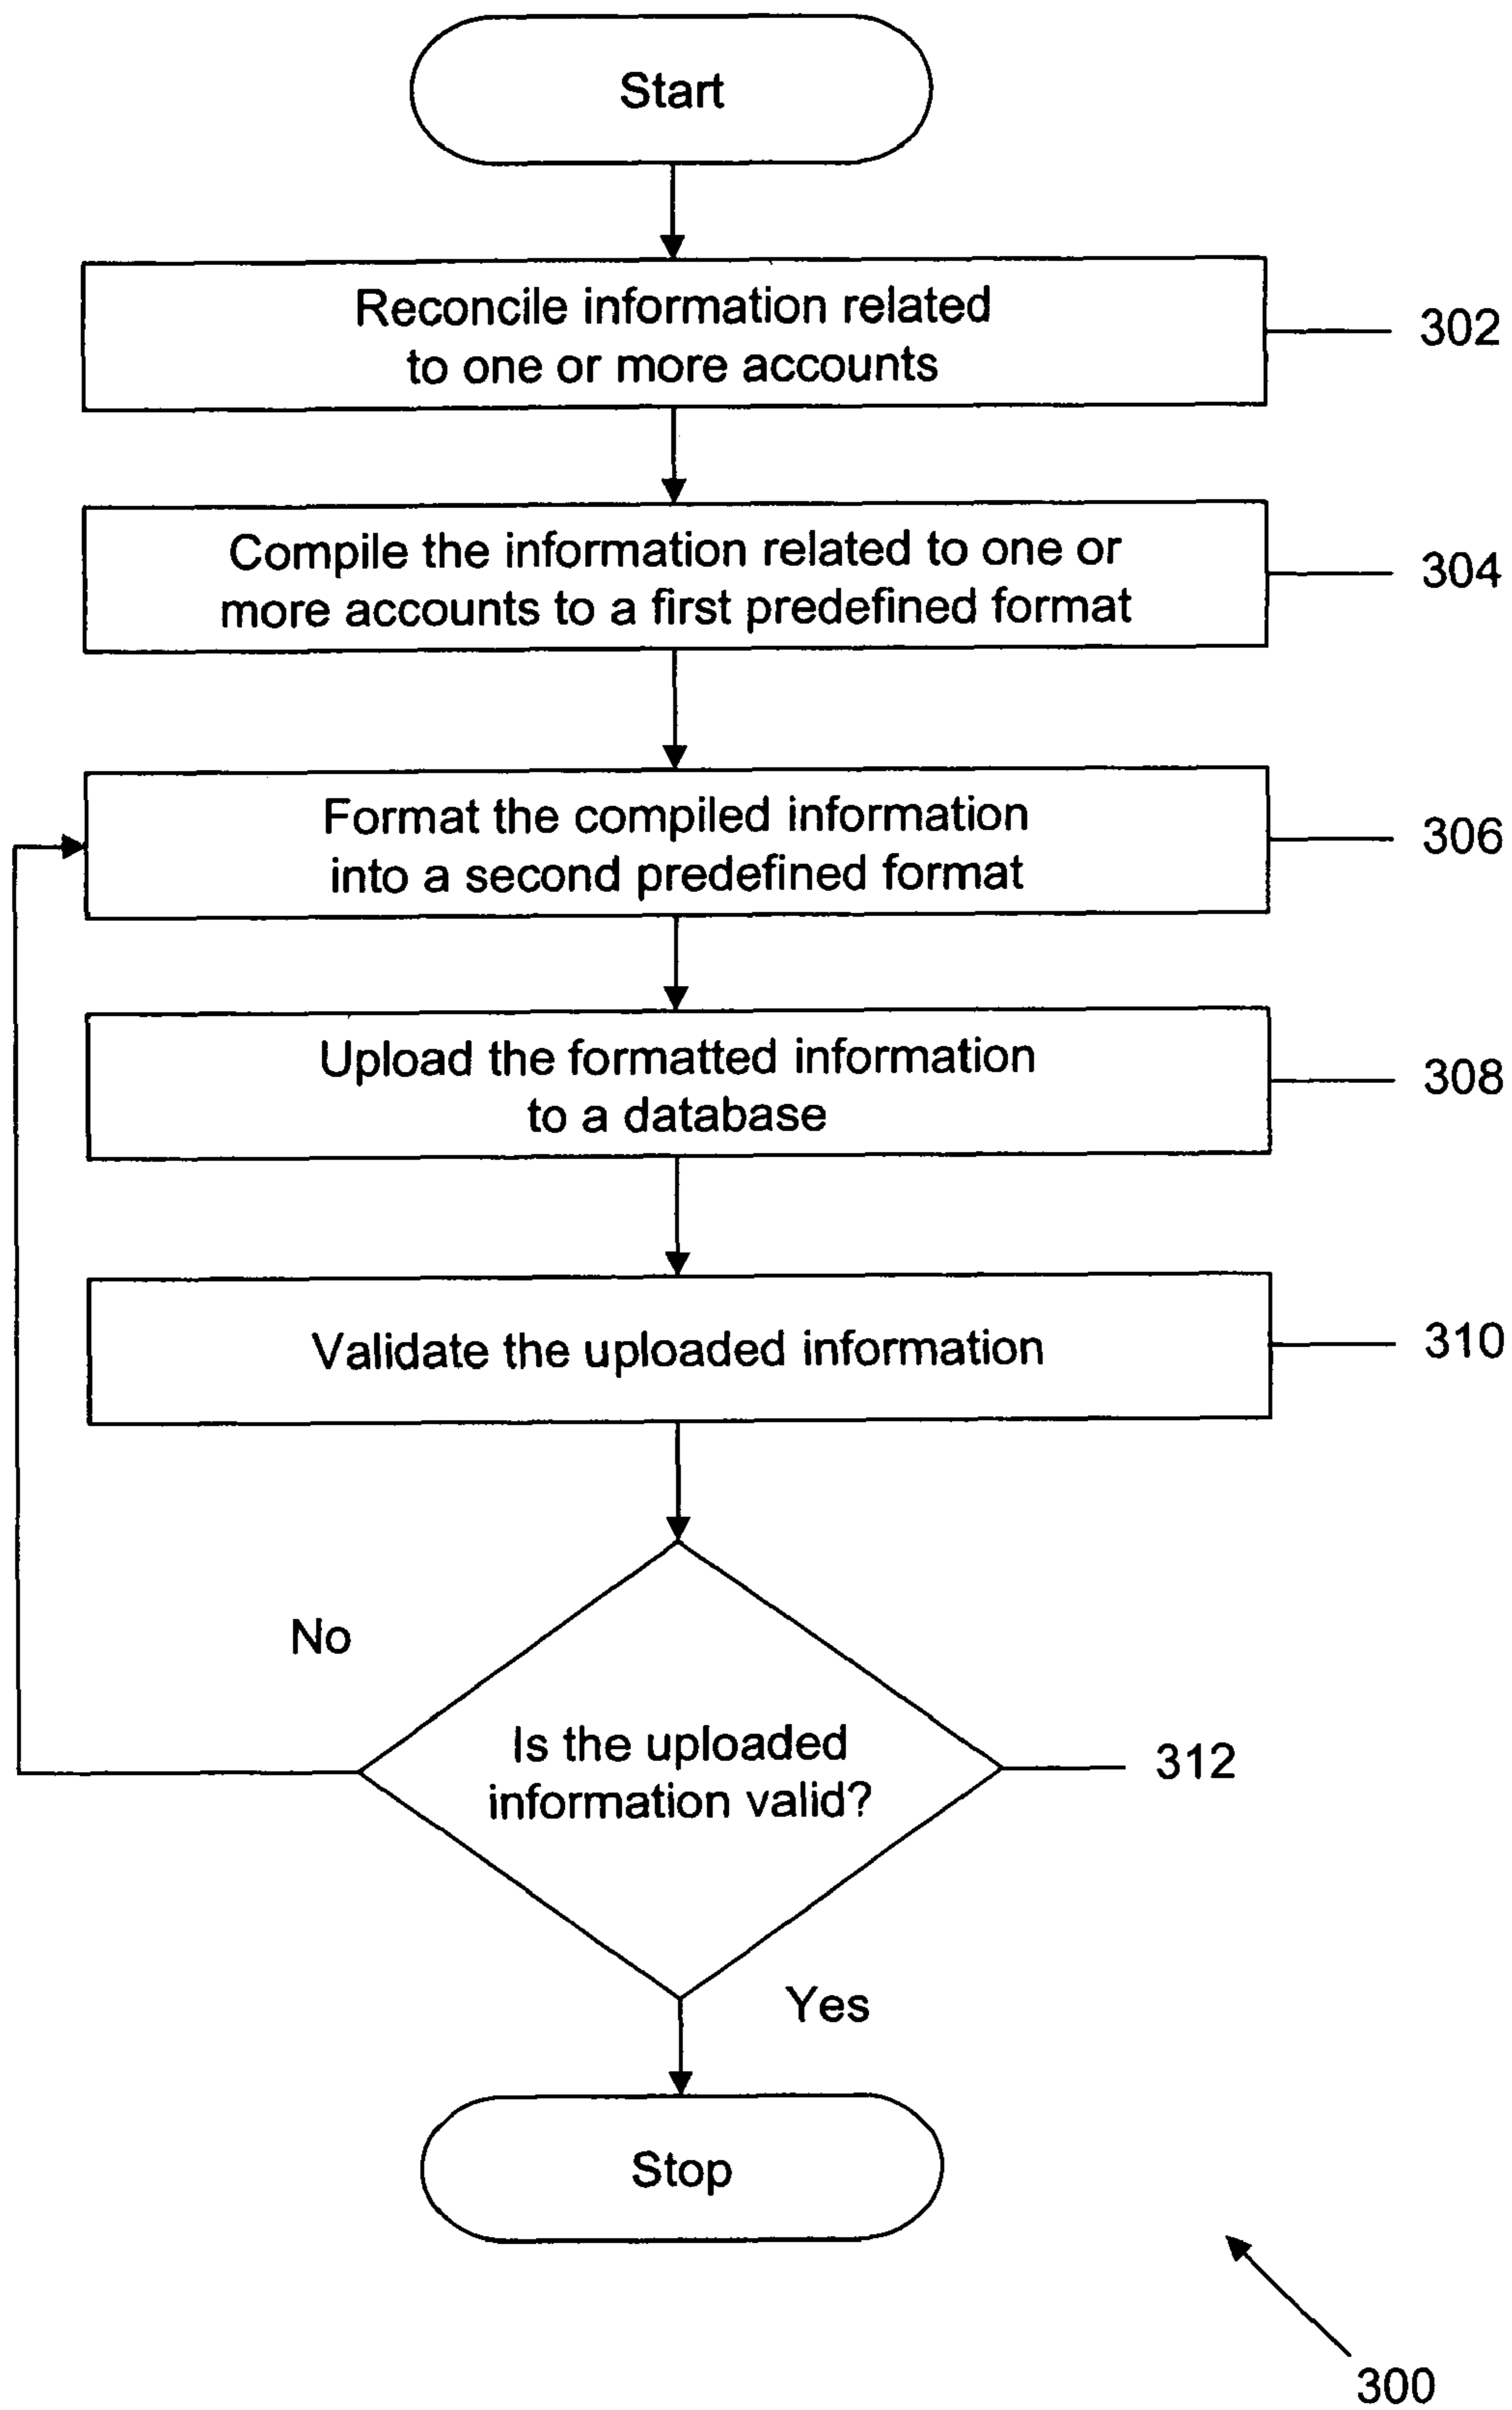 Start
Reconcile information related
to one or more accounts
302
Compile the information related to one or
more accounts to a first predefined format
304
Format the compiled information
into a second predefined format
306
Upload the formatted information
to a database
308
Validate the uploaded information
310
No
Is the uploaded
information valid?
312
Yes
Stop
300